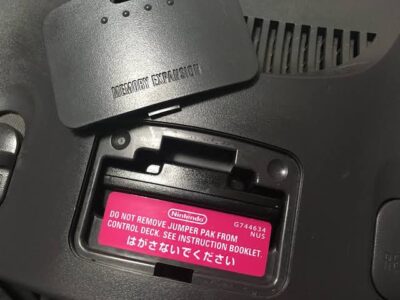 MEMORY EXPANSION
Nintendo
G744634
NUS
DO NOT REMOVE JUMPER PAK FROM
CONTROL DECK. SEE INSTRUCTION BOOKLET.
はがさないでください